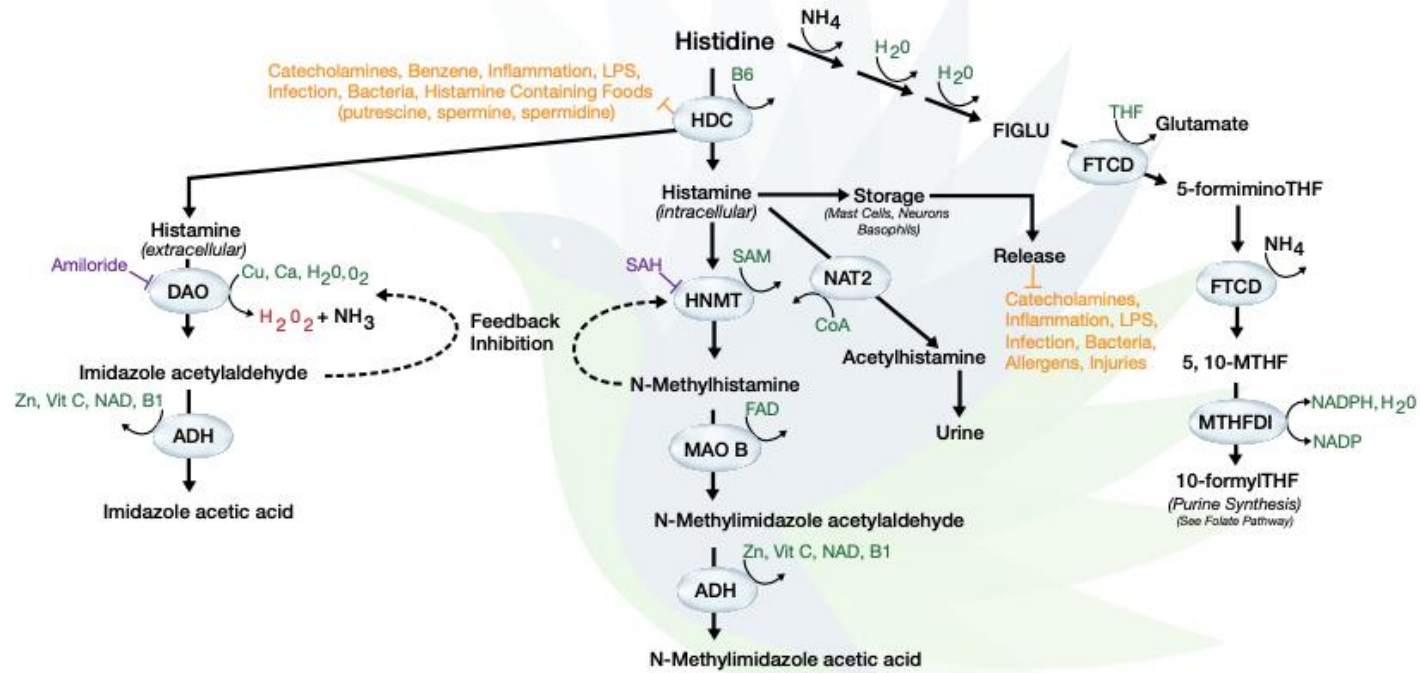 Histidine
NH4
H20
H20
Catecholamines, Benzene, Inflammation, LPS,
Infection, Bacteria, Histamine Containing Foods
(putrescine, spermine, spermidine)
B6
HDC
FIGLU
THF
Glutamate
FTCD
5-formiminoTHF
Histamine
(intracellular)
Storage
(Mast Cells, Neurons
Basophils)
Histamine
(extracellular)
Amiloride
Cu, Ca, H20,02
DAO
H2 02 + NH3
SAH
SAM
HNMT
NAT2
CoA
Release
Catecholamines,
Inflammation, LPS,
Infection, Bacteria,
Allergens, Injuries
NH4
FTCD
Feedback
Inhibition
Acetylhistamine
5, 10-MTHF
Imidazole acetylaldehyde
N-Methylhistamine
Zn, Vit C, NAD, B1
ADH
FAD
MAO B
Urine
NADPH, H20
MTHFDI
NADP
10-formylTHF
(Purine Synthesis)
(See Folate Pathway)
Imidazole acetic acid
N-Methylimidazole acetylaldehyde
Zn, Vit C, NAD, B1
ADH
N-Methylimidazole acetic acid